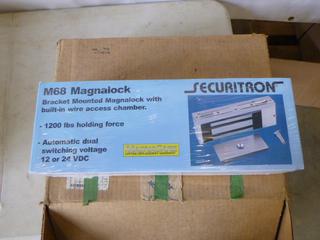 M68 Magnalock
Bracket Mounted Magnalock with
built-in wire access chamber.
- 1200 lbs holding force
- Automatic dual
switching voltage
12 or 24 VDC
SECURITRON